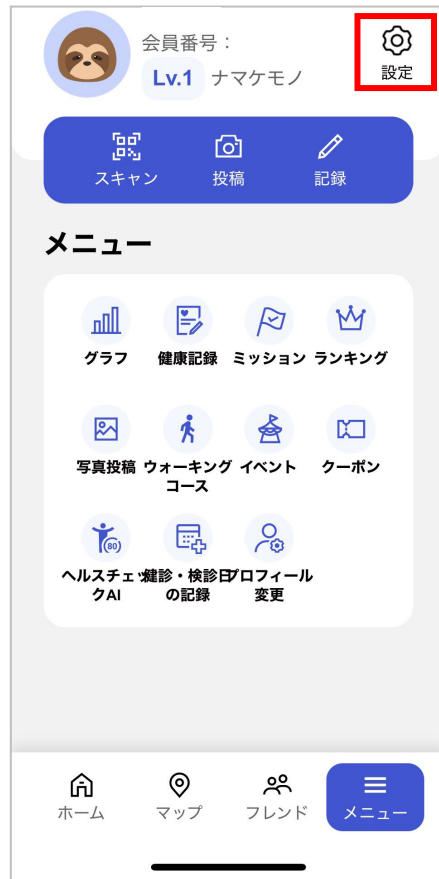 会員番号：
Lv.1 ナマケモノ
設定
スキャン 投稿 記録
メニュー
グラフ 健康記録 ミッション ランキング
写真投稿 ウォーキング イベント クーポン
コース
80
ヘルスチェッ 健診・検診日 プロフィール
クAI の記録 変更
ホーム マップ フレンド メニュー